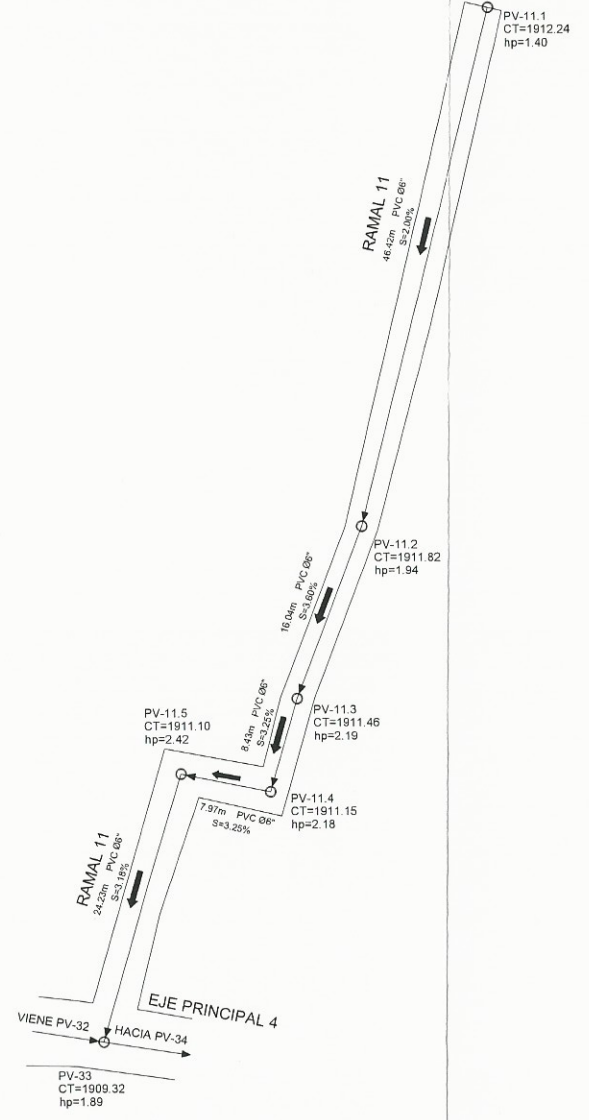 PV-11.1
CT=1912.24
hp=1.40
RAMAL 11
46.42m PVC Ø6"
S=2.00%
PV-11.2
CT=1911.82
hp=1.94
16.04m PVC Ø6"
S=3.60%
PV-11.3
CT=1911.46
hp=2.19
8.43m PVC Ø6"
S=3.25%
PV-11.5
CT=1911.10
hp=2.42
PV-11.4
CT=1911.15
hp=2.18
7.97m PVC Ø6"
S=3.25%
RAMAL 11
24.23m PVC Ø6"
S=3.18%
EJE PRINCIPAL 4
VIENE PV-32
HACIA PV-34
PV-33
CT=1909.32
hp=1.89